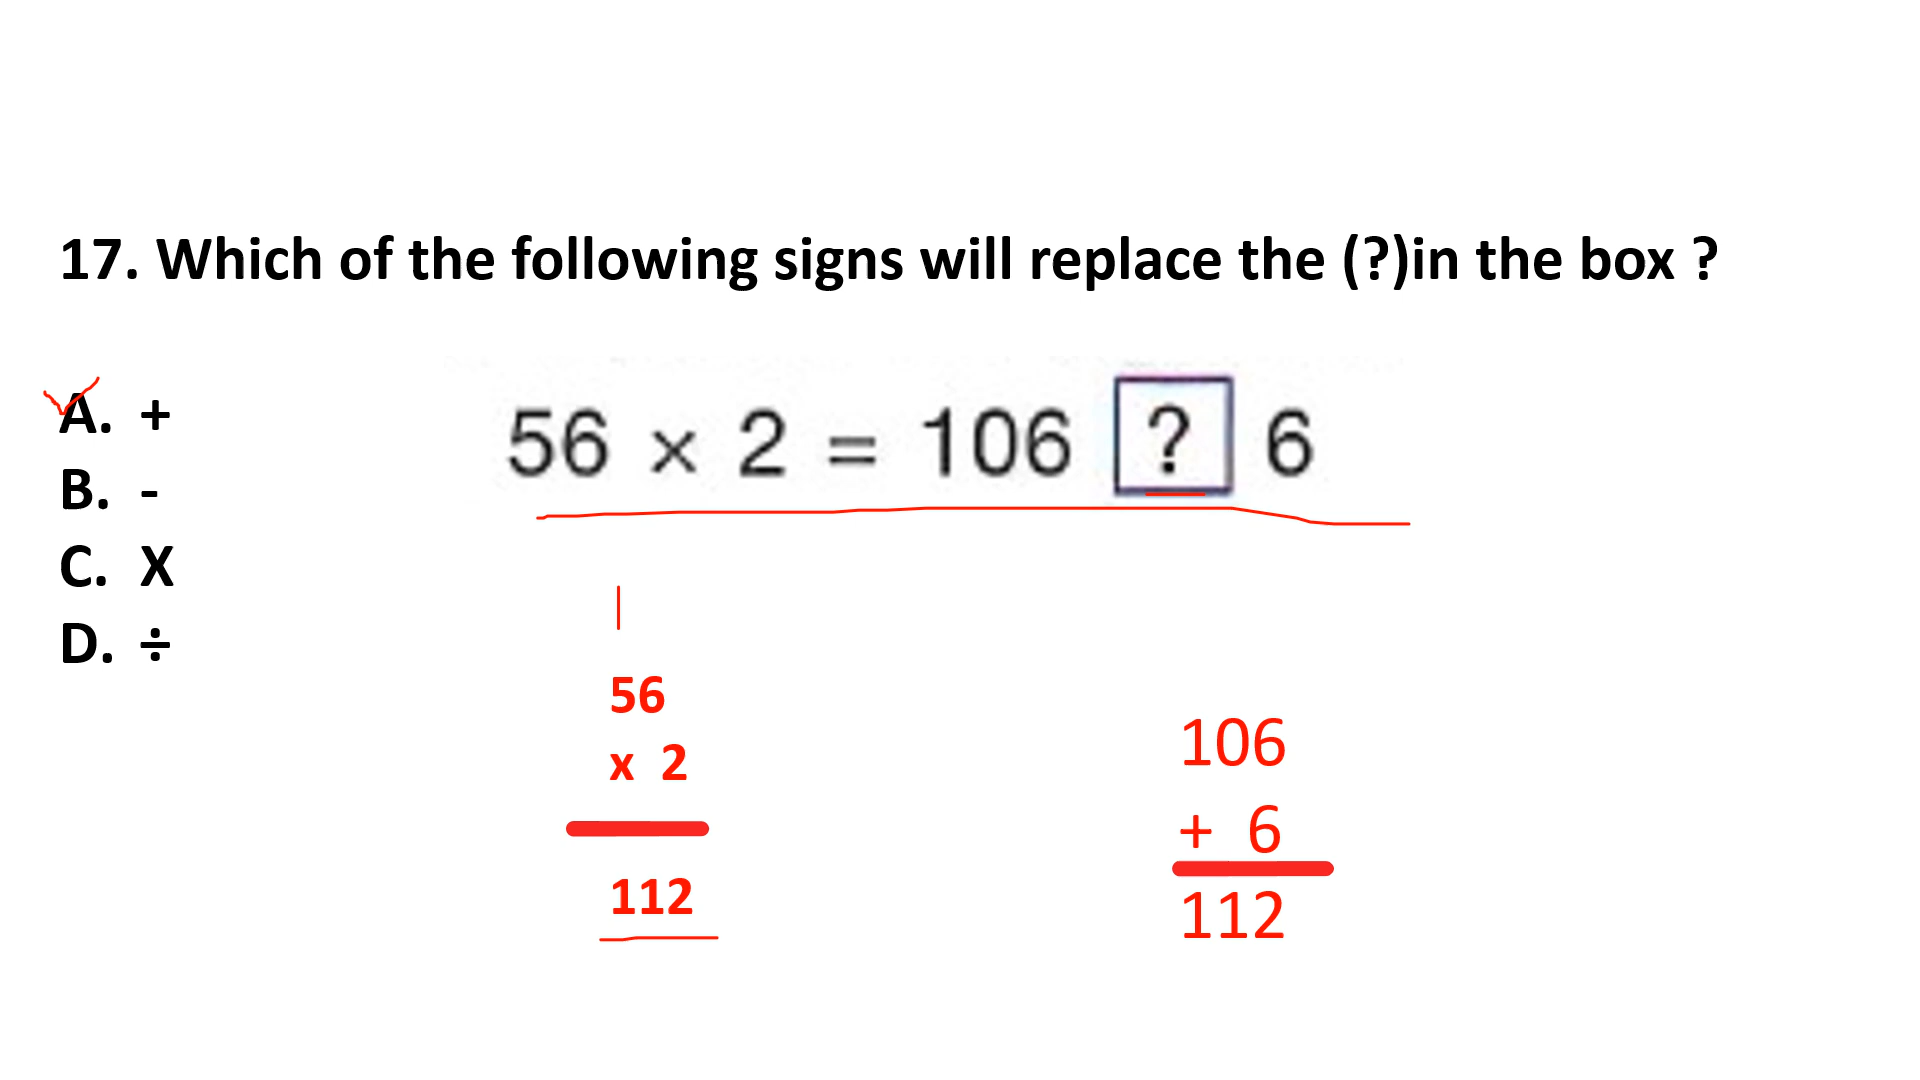 17. Which of the following signs will replace the (?)in the box ?
A. +
B. -
C. X
D. ÷
56 × 2 = 106 ? 6
56
x 2
112
106
+ 6
112